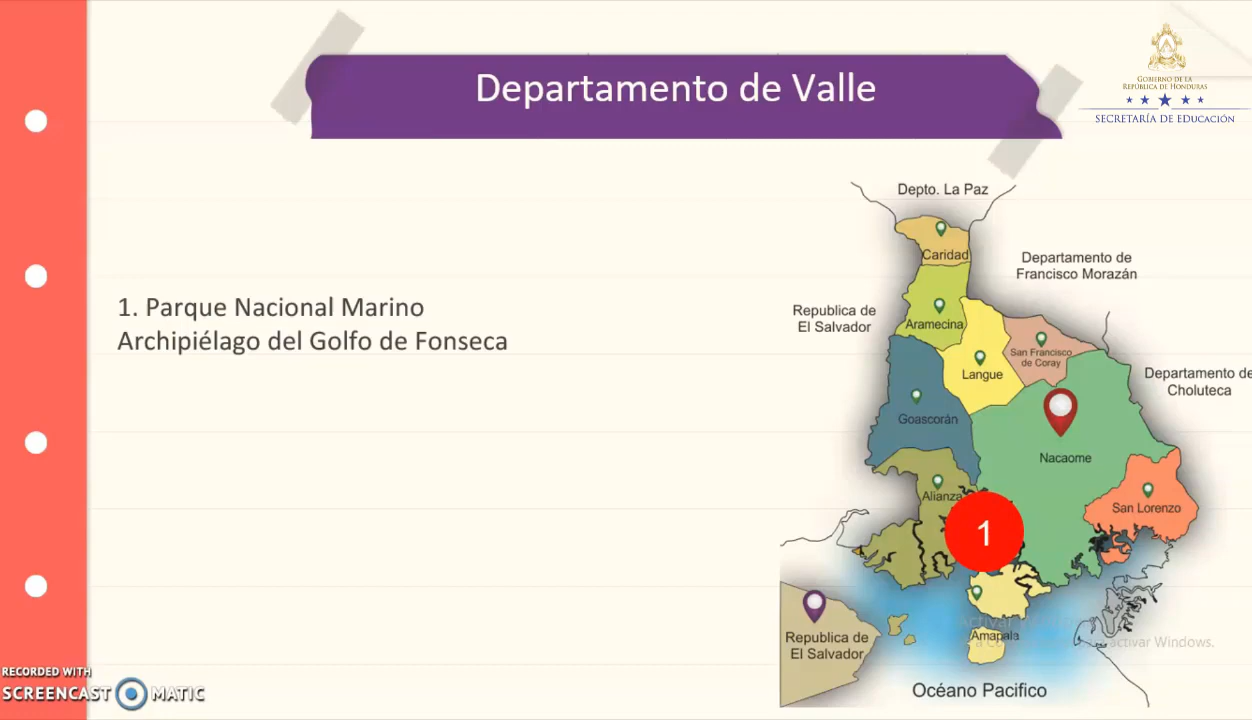 Departamento de Valle
GOBIERNO DE LA
REPÚBLICA DE HONDURAS
SECRETARÍA DE EDUCACIÓN
1. Parque Nacional Marino
Archipiélago del Golfo de Fonseca
Depto. La Paz
Caridad
Departamento de
Francisco Morazán
Republica de
El Salvador
Aramecina
San Francisco
de Coray
Langue
Departamento de
Choluteca
Goascorán
Nacaome
Alianza
San Lorenzo
1
Activar Windows
Amapala
activar Windows.
Republica de
El Salvador
Océano Pacifico
RECORDED WITH
SCREENCAST MATIC